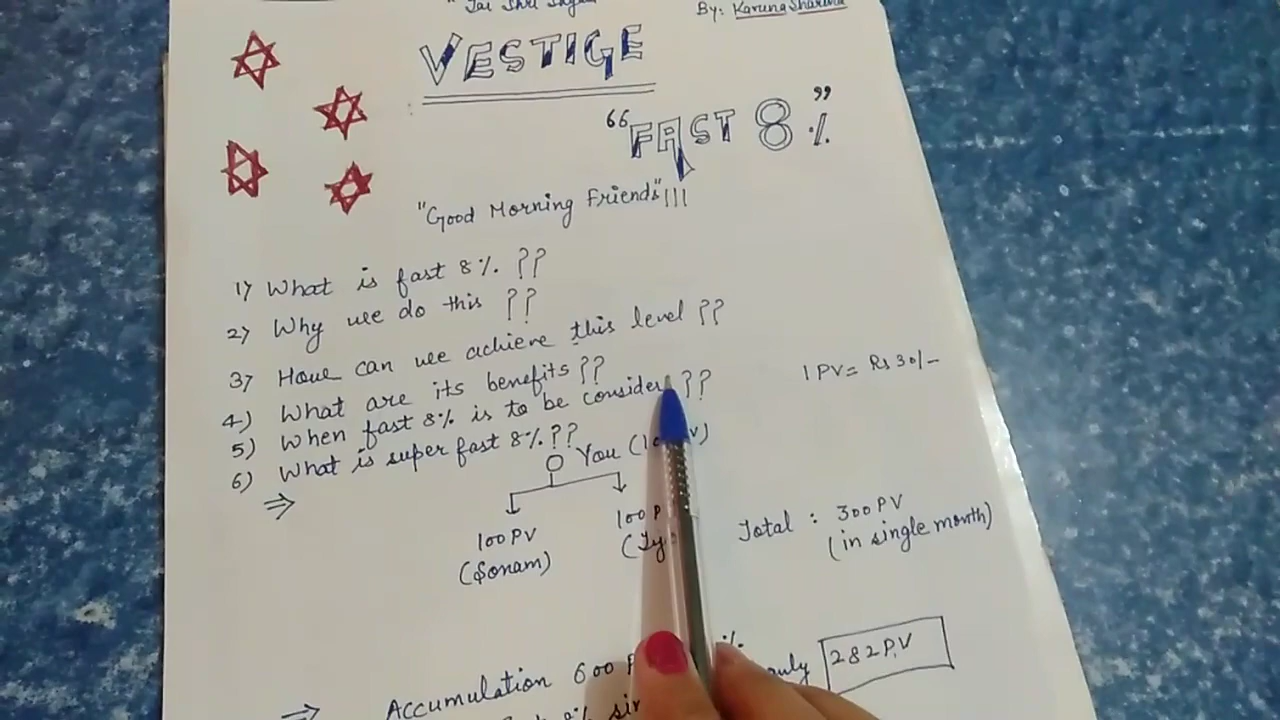 By: Karuna Sharma
VESTIGE
"FAST 8%"
"Good Morning Friends"!!!
1) What is fast 8%. ??
2) Why we do this ??
3) How can we achieve this level ??
4) What are its benefits ??
5) When fast 8% is to be consider ??
6) What is super fast 8% ??
1 PV = Rs 30/-
You
100 PV
(Sonam)
100 P
Total : 300 PV
(in single month)
Accumulation 600
282 PV